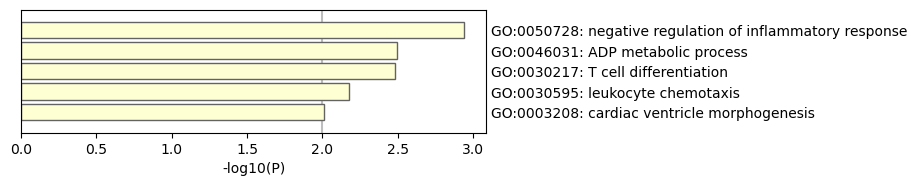 GO:0050728: negative regulation of inflammatory response
GO:0046031: ADP metabolic process
GO:0030217: T cell differentiation
GO:0030595: leukocyte chemotaxis
GO:0003208: cardiac ventricle morphogenesis
0.0 0.5 1.0 1.5 2.0 2.5 3.0
-log10(P)